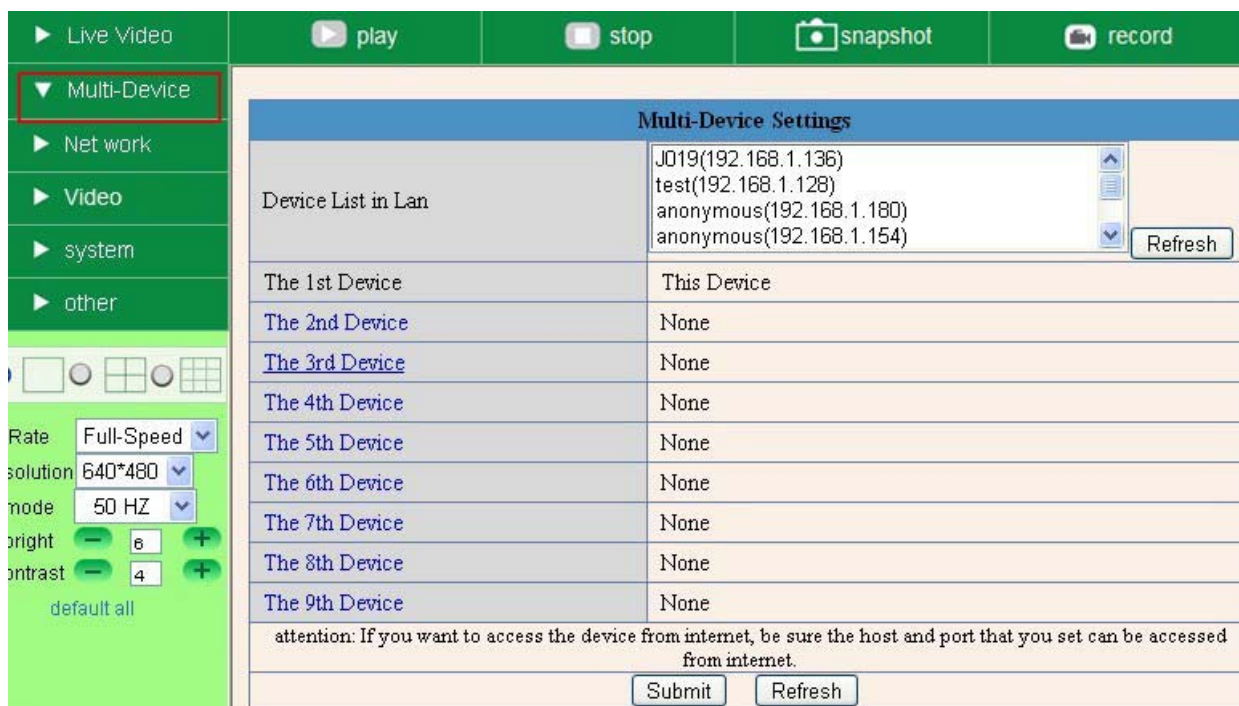 Live Video
play
stop
snapshot
record
Multi-Device
Net work
Video
system
other
Rate Full-Speed
solution 640*480
mode 50 HZ
bright 6
ontrast 4
default all
Multi-Device Settings
Device List in Lan
J019(192.168.1.136)
test(192.168.1.128)
anonymous(192.168.1.180)
anonymous(192.168.1.154)
Refresh
The 1st Device This Device
The 2nd Device None
The 3rd Device None
The 4th Device None
The 5th Device None
The 6th Device None
The 7th Device None
The 8th Device None
The 9th Device None
attention: If you want to access the device from internet, be sure the host and port that you set can be accessed
from internet.
Submit Refresh